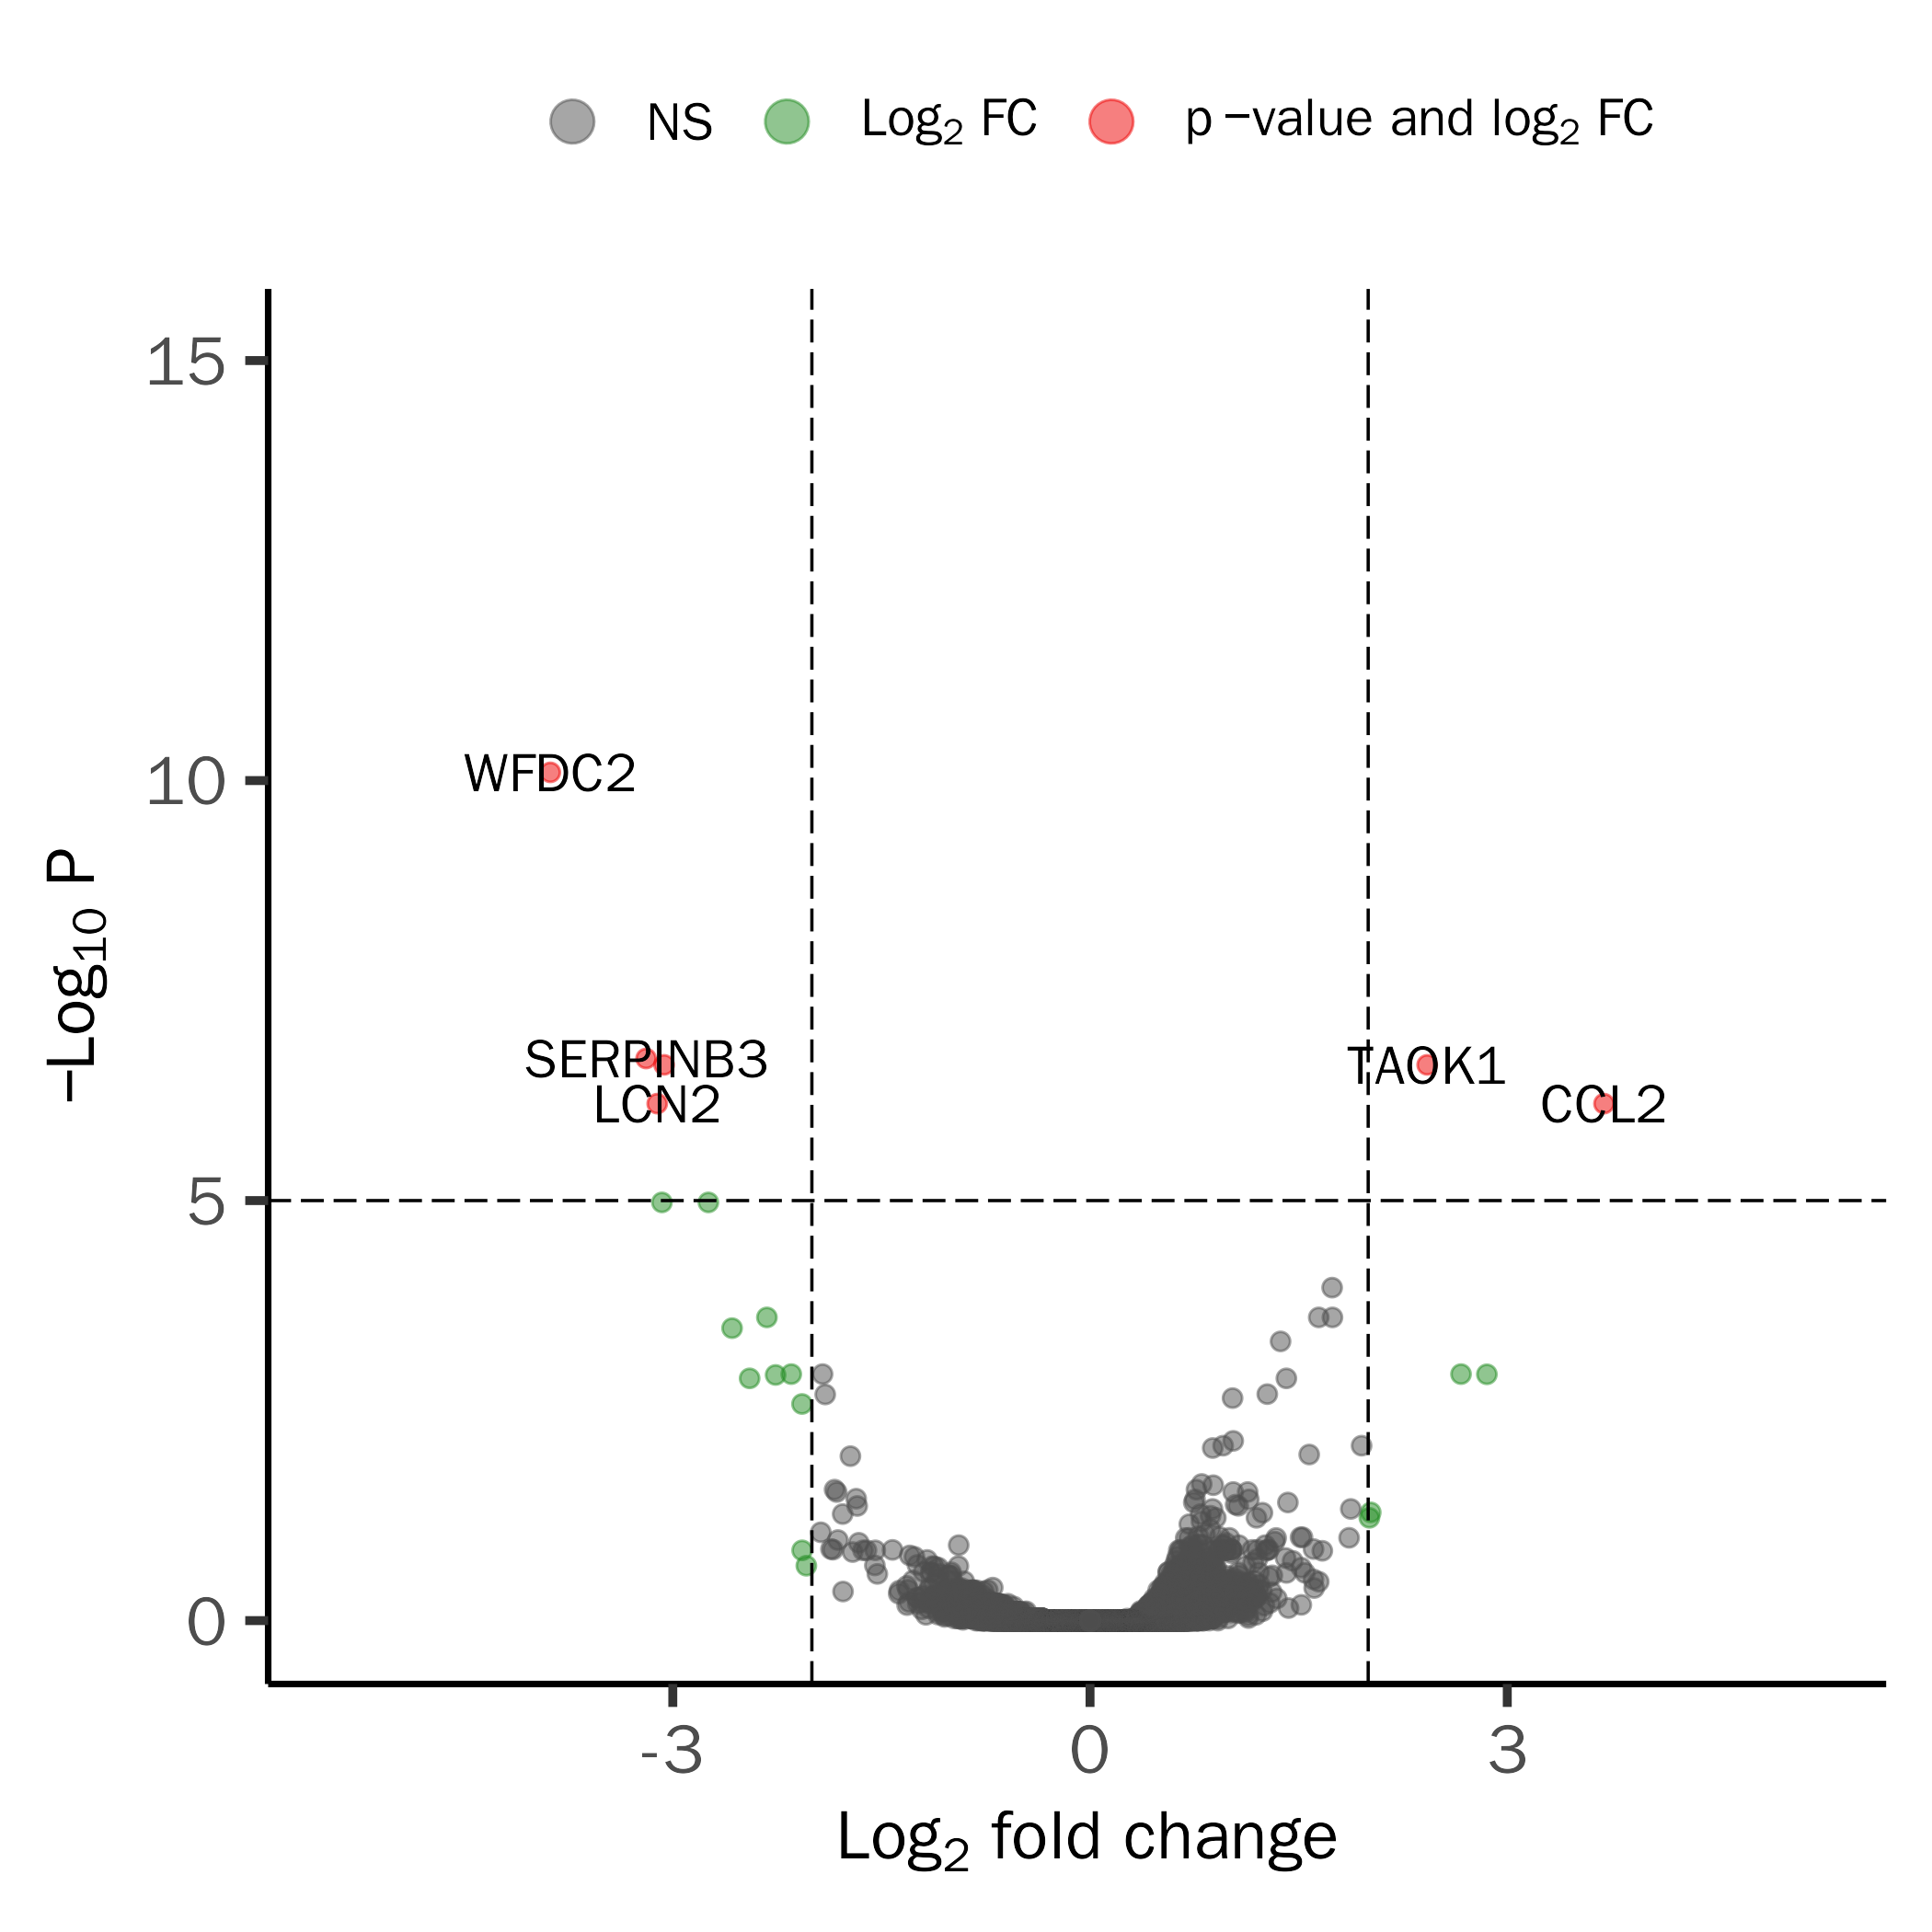 NS Log₂ FC p −value and log₂ FC
15
10
5
0
−Log₁₀ P
WFDC2
SERPINB3
LCN2
TAOK1
CCL2
-3 0 3
Log₂ fold change